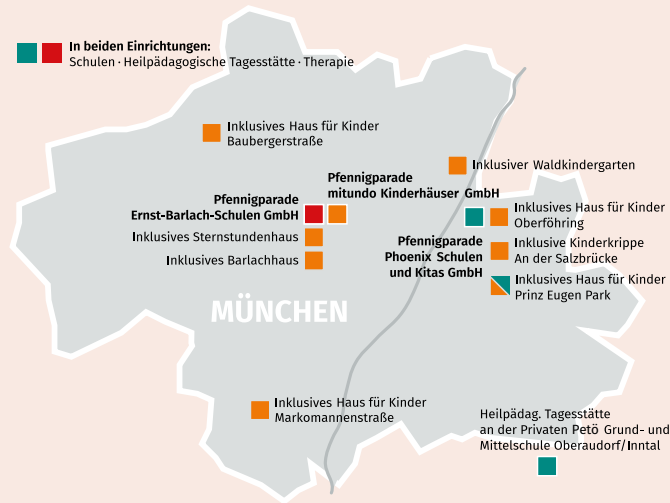 In beiden Einrichtungen:
Schulen · Heilpädagogische Tagesstätte · Therapie
Inklusives Haus für Kinder
Baubergerstraße
Inklusiver Waldkindergarten
Pfennigparade
mitundo Kinderhäuser GmbH
Pfennigparade
Ernst-Barlach-Schulen GmbH
Inklusives Sternstundenhaus
Inklusives Barlachhaus
Inklusives Haus für Kinder
Oberföhring
Pfennigparade
Phoenix Schulen
und Kitas GmbH
Inklusive Kinderkrippe
An der Salzbrücke
Inklusives Haus für Kinder
Prinz Eugen Park
MÜNCHEN
Inklusives Haus für Kinder
Markomannenstraße
Heilpädag. Tagesstätte
an der Privaten Petö Grund- und
Mittelschule Oberaudorf/Inntal